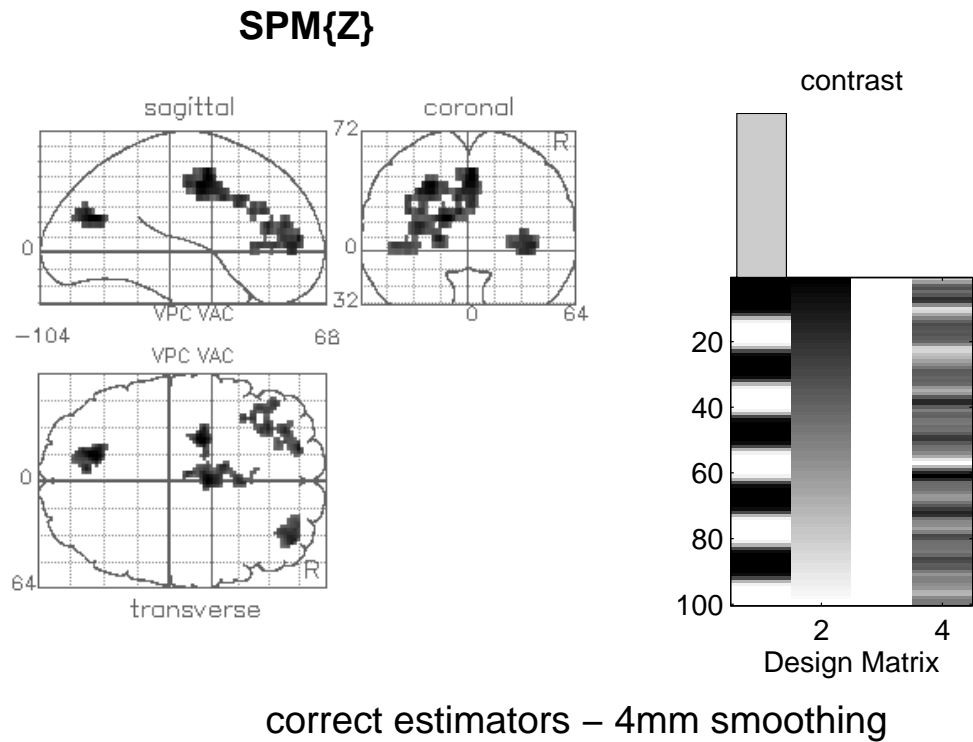 SPM{Z}
sagittal
coronal
72
R
0
0
32
VPC VAC
0
64
−104
68
VPC VAC
0
R
64
transverse
contrast
20
40
60
80
100
2
4
Design Matrix
correct estimators – 4mm smoothing